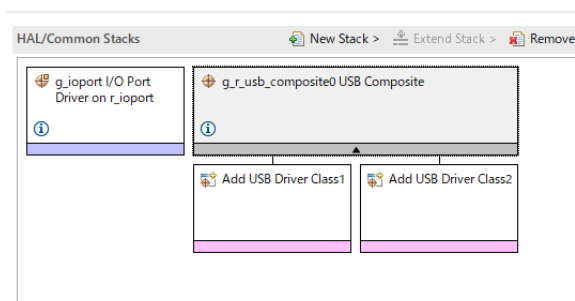 HAL/Common Stacks
New Stack >
Extend Stack >
Remove
g_ioport I/O Port
Driver on r_ioport
g_r_usb_composite0 USB Composite
Add USB Driver Class1
Add USB Driver Class2